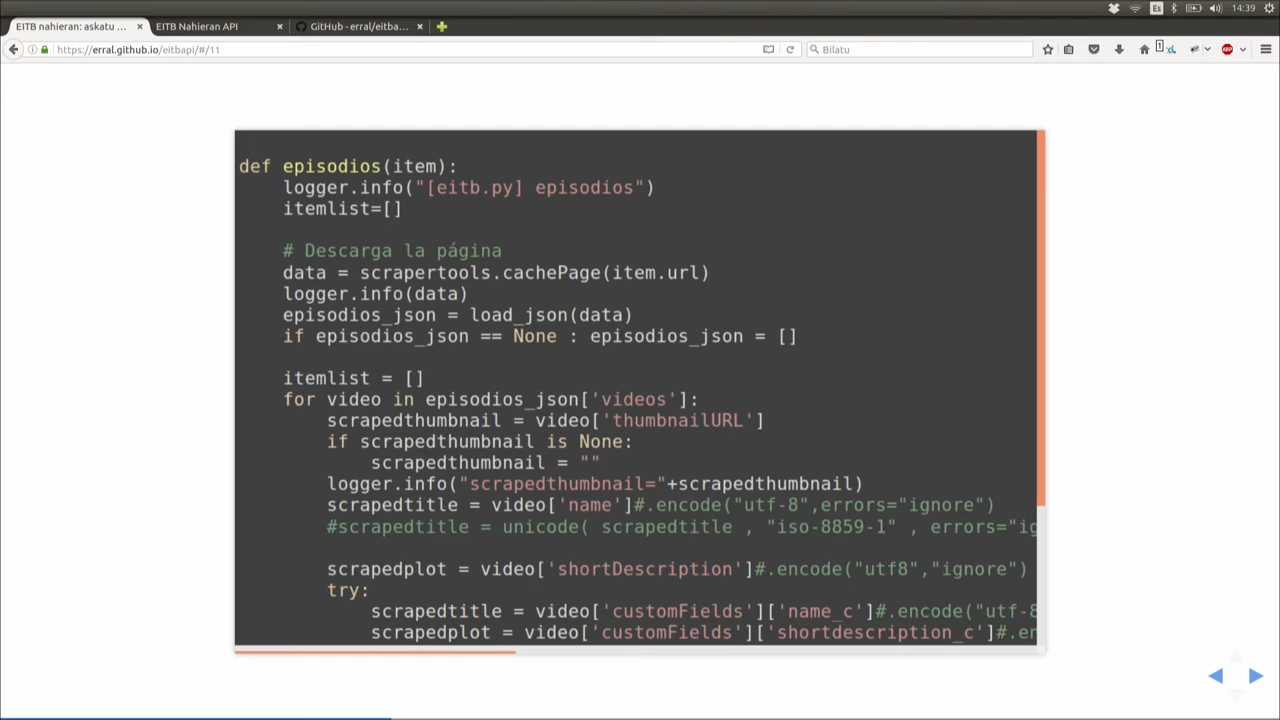 Es
14:39
EITB nahieran: askatu ...
EITB Nahieran API
GitHub - erral/eitba...
https://erral.github.io/eitbapi/#/11
Bilatu
1
ABP
def episodios(item):
logger.info("[eitb.py] episodios")
itemlist=[]
# Descarga la página
data = scrapertools.cachePage(item.url)
logger.info(data)
episodios_json = load_json(data)
if episodios_json == None : episodios_json = []
itemlist = []
for video in episodios_json['videos']:
scrapedthumbnail = video['thumbnailURL']
if scrapedthumbnail is None:
scrapedthumbnail = ""
logger.info("scrapedthumbnail="+scrapedthumbnail)
scrapedtitle = video['name']#.encode("utf-8",errors="ignore")
#scrapedtitle = unicode( scrapedtitle , "iso-8859-1" , errors="ig
scrapedplot = video['shortDescription']#.encode("utf8","ignore")
try:
scrapedtitle = video['customFields']['name_c']#.encode("utf-8
scrapedplot = video['customFields']['shortdescription_c']#.en